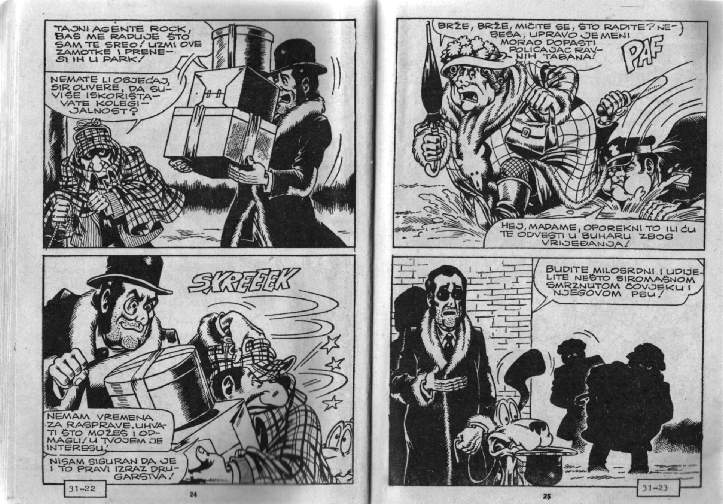 TAJNI AGENTE ROCK,
BAŠ ME RADUJE ŠTO
SAM TE SREO! UZMI OVE
ZAMOTKE I PRENE-
SI IH U PARK!
NEMATE LI OSJEĆAJ,
SIR OLIVERE, DA SU-
VIŠE ISKORIŠTA-
VATE KOLEGI-
JALNOST?
SKREEEK
NEMAM VREMENA
ZA RASPRAVE, UHVA-
TI ŠTO MOŽEŠ I OD-
MAGLI! U TVOJEM JE
INTERESU!
NISAM SIGURAN DA JE
I TO PRAVI IZRAZ DRU-
GARSTVA!
31-22
24
BRŽE, BRŽE, MIČITE SE, ŠTO RADITE? NE-
BESA, UPRAVO JE MENI
MORAO DOPASTI
POLICAJAC RAV-
NIH TABANA!
PAF
HEJ, MADAME, OPOREKNI TO ILI ĆU
TE ODVESTI U BUHARU ZBOG
VRIJEĐANJA!
BUDITE MILOSRDNI I UDIJE-
LITE NEŠTO SIROMAŠNOM
SMRZNUTOM ČOVJEKU I
NJEGOVOM PSU!
25
31-23